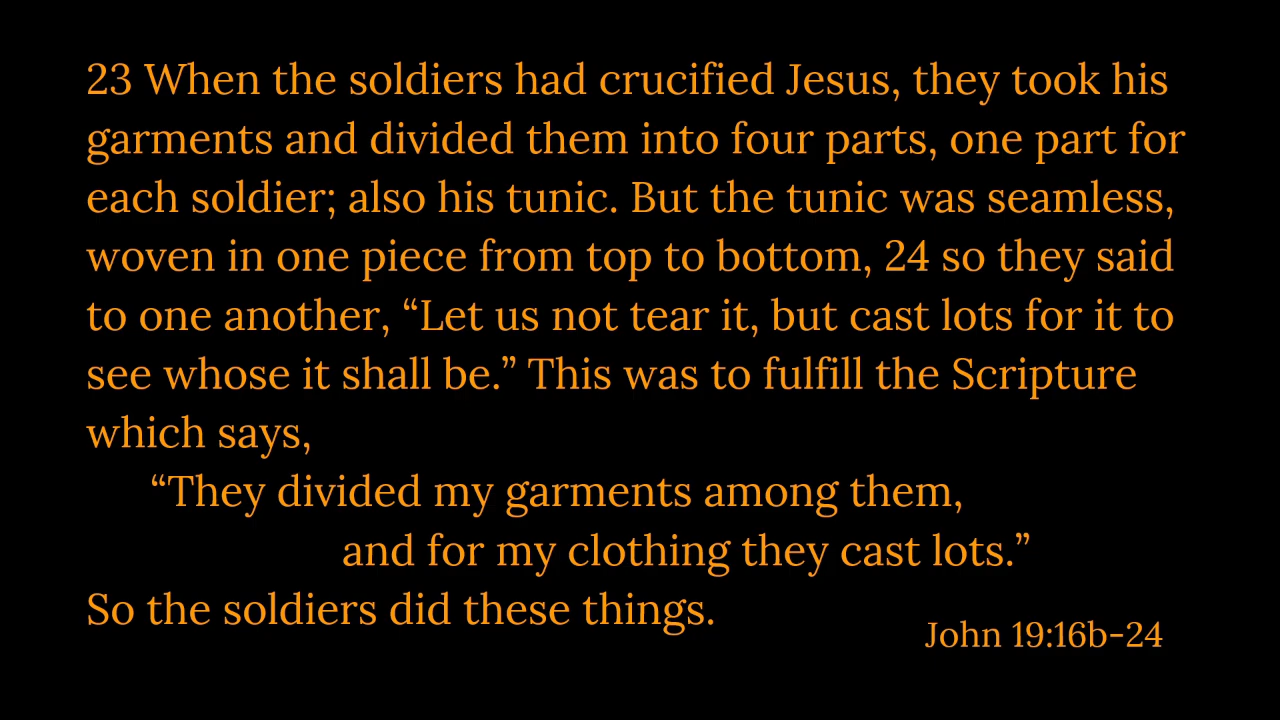 23 When the soldiers had crucified Jesus, they took his
garments and divided them into four parts, one part for
each soldier; also his tunic. But the tunic was seamless,
woven in one piece from top to bottom, 24 so they said
to one another, “Let us not tear it, but cast lots for it to
see whose it shall be.” This was to fulfill the Scripture
which says,
“They divided my garments among them,
and for my clothing they cast lots.”
So the soldiers did these things.
John 19:16b-24